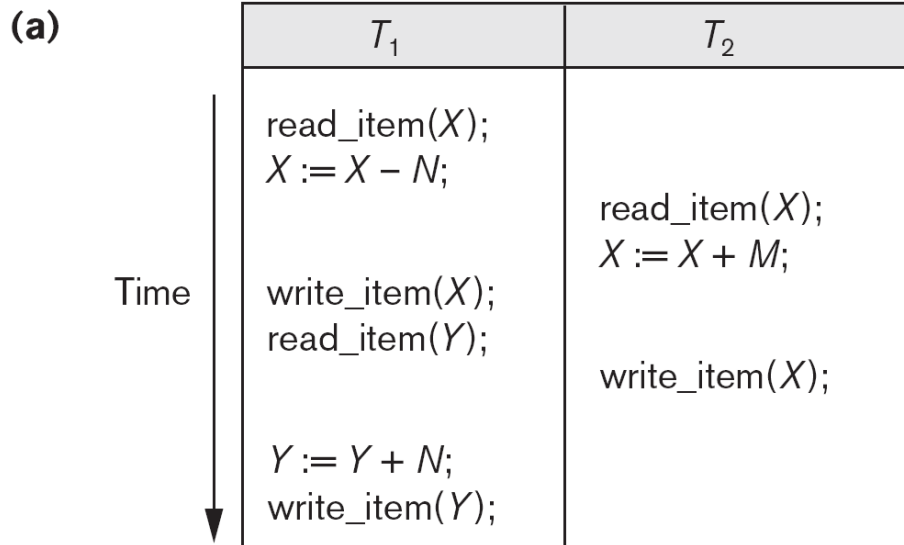 (a)
T1 T2
read_item(X);
X := X – N;
read_item(X);
X := X + M;
Time
write_item(X);
read_item(Y);
write_item(X);
Y := Y + N;
write_item(Y);